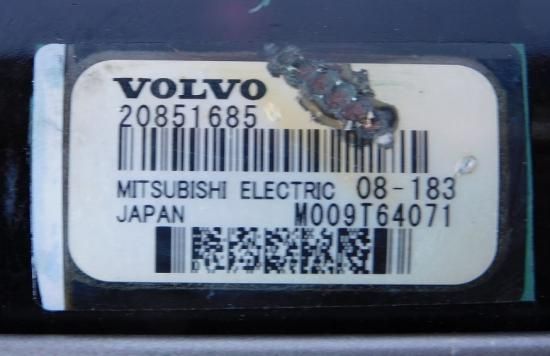 VOLVO
20851685
MITSUBISHI ELECTRIC 08-183
JAPAN M009T64071